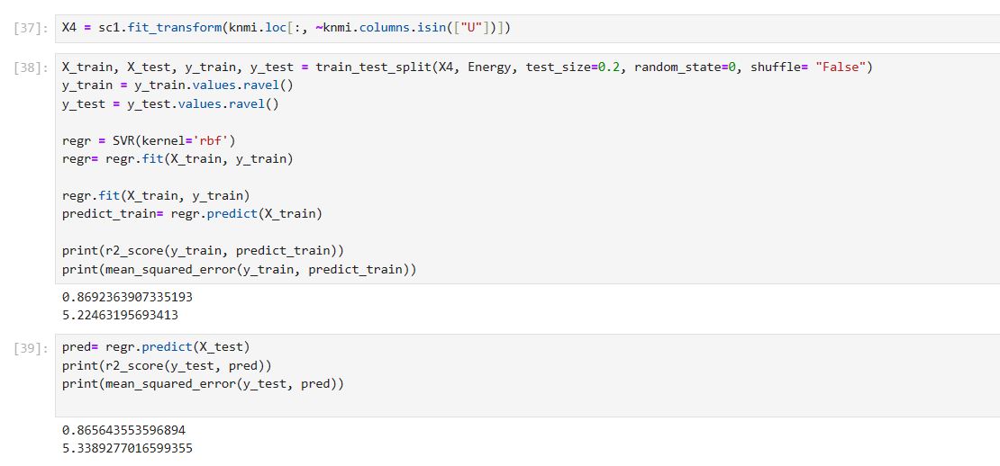 [37]: X4 = sc1.fit_transform(knmi.loc[:, ~knmi.columns.isin(["U"])])
[38]: X_train, X_test, y_train, y_test = train_test_split(X4, Energy, test_size=0.2, random_state=0, shuffle= "False")
y_train = y_train.values.ravel()
y_test = y_test.values.ravel()
regr = SVR(kernel='rbf')
regr= regr.fit(X_train, y_train)
regr.fit(X_train, y_train)
predict_train= regr.predict(X_train)
print(r2_score(y_train, predict_train))
print(mean_squared_error(y_train, predict_train))
0.8692363907335193
5.22463195693413
[39]: pred= regr.predict(X_test)
print(r2_score(y_test, pred))
print(mean_squared_error(y_test, pred))
0.865643553596894
5.3389277016599355